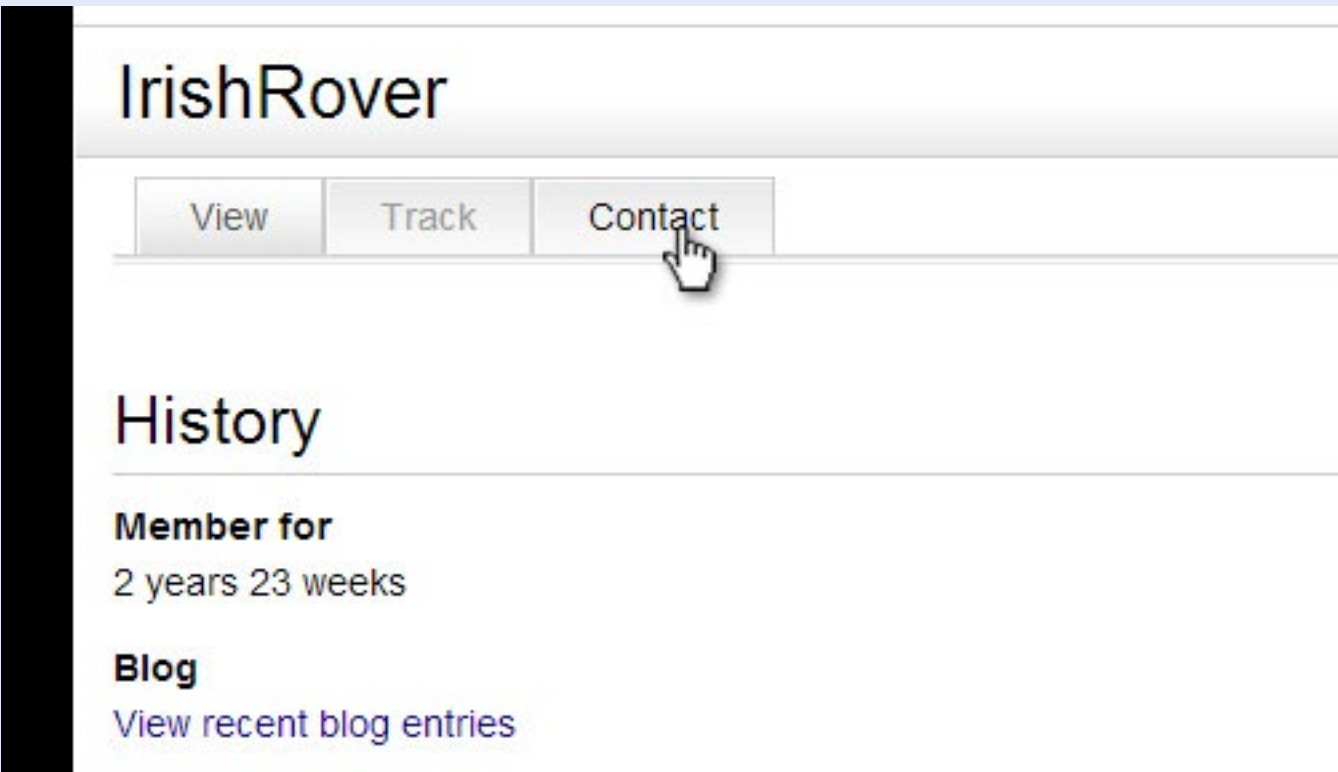 IrishRover
View Track Contact
History
Member for
2 years 23 weeks
Blog
View recent blog entries